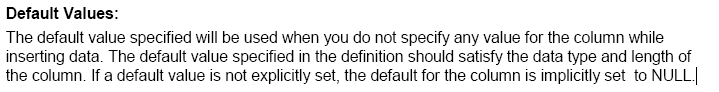 Default Values:
The default value specified will be used when you do not specify any value for the column while
inserting data. The default value specified in the definition should satisfy the data type and length of
the column. If a default value is not explicitly set, the default for the column is implicitly set  to NULL.